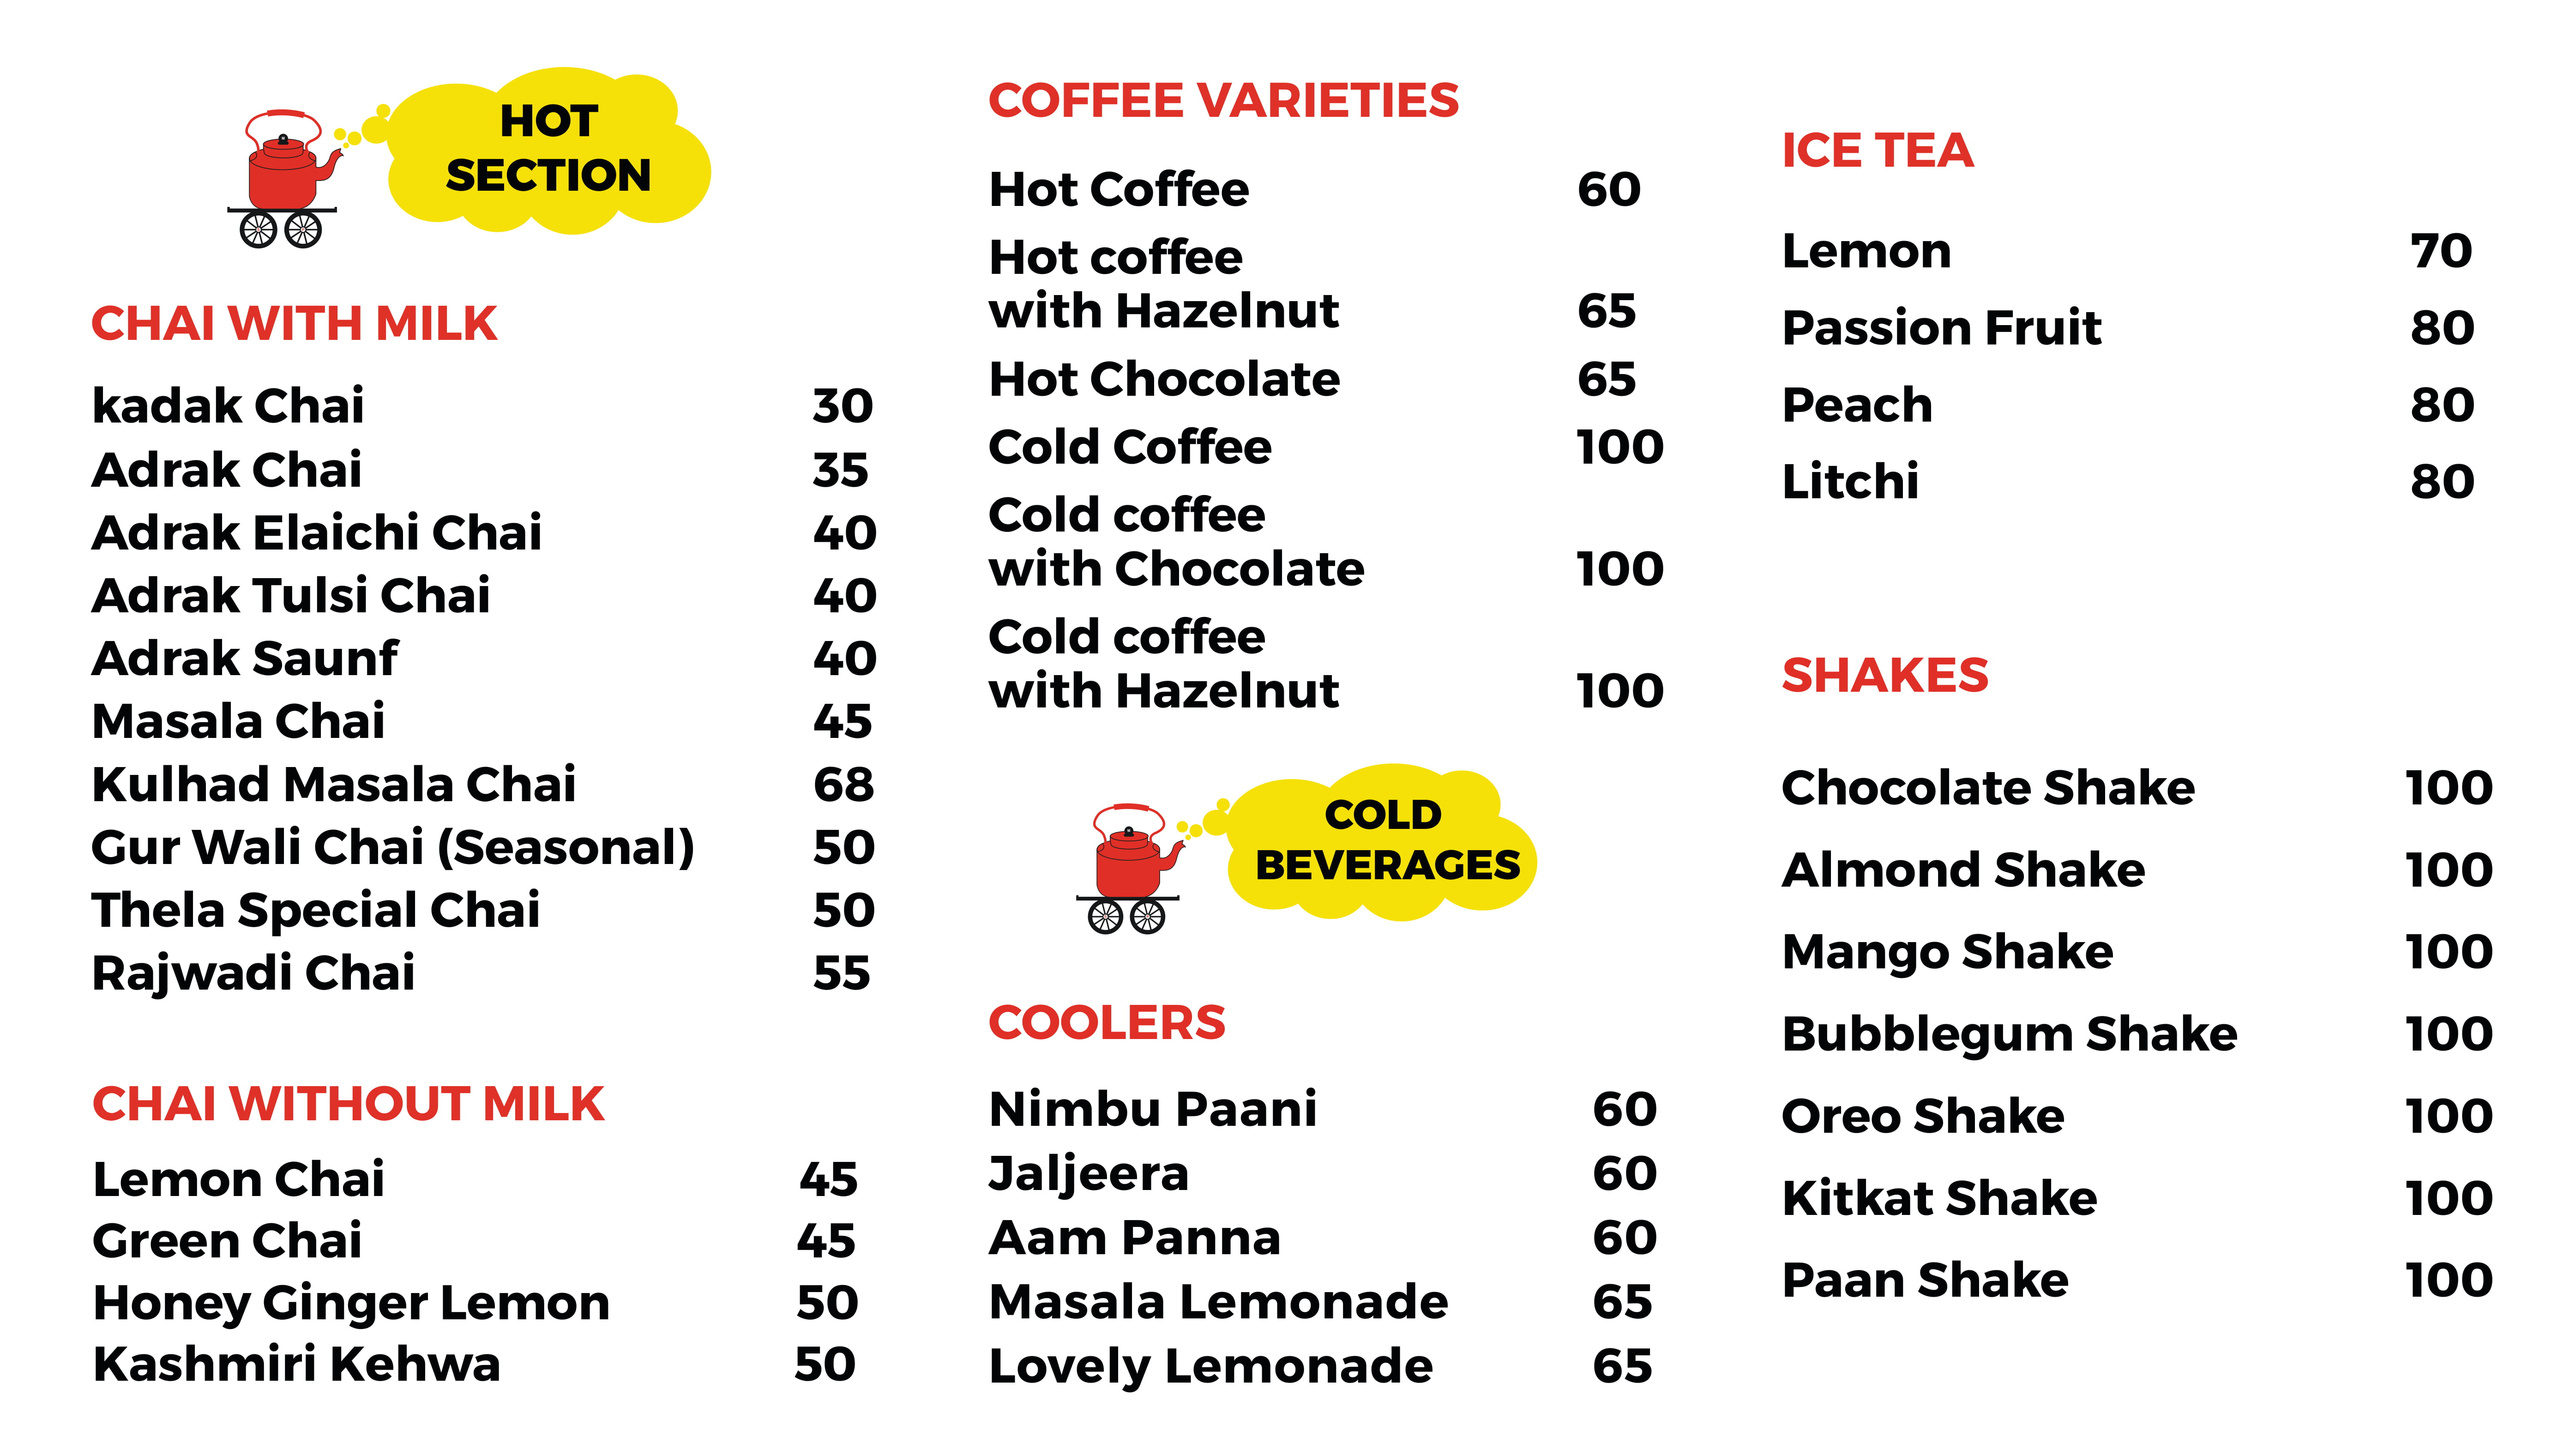 HOT
SECTION
CHAI WITH MILK
kadak Chai 30
Adrak Chai 35
Adrak Elaichi Chai 40
Adrak Tulsi Chai 40
Adrak Saunf 40
Masala Chai 45
Kulhad Masala Chai 68
Gur Wali Chai (Seasonal) 50
Thela Special Chai 50
Rajwadi Chai 55
CHAI WITHOUT MILK
Lemon Chai 45
Green Chai 45
Honey Ginger Lemon 50
Kashmiri Kehwa 50
COFFEE VARIETIES
Hot Coffee 60
Hot coffee
with Hazelnut 65
Hot Chocolate 65
Cold Coffee 100
Cold coffee
with Chocolate 100
Cold coffee
with Hazelnut 100
COLD
BEVERAGES
COOLERS
Nimbu Paani 60
Jaljeera 60
Aam Panna 60
Masala Lemonade 65
Lovely Lemonade 65
ICE TEA
Lemon 70
Passion Fruit 80
Peach 80
Litchi 80
SHAKES
Chocolate Shake 100
Almond Shake 100
Mango Shake 100
Bubblegum Shake 100
Oreo Shake 100
Kitkat Shake 100
Paan Shake 100